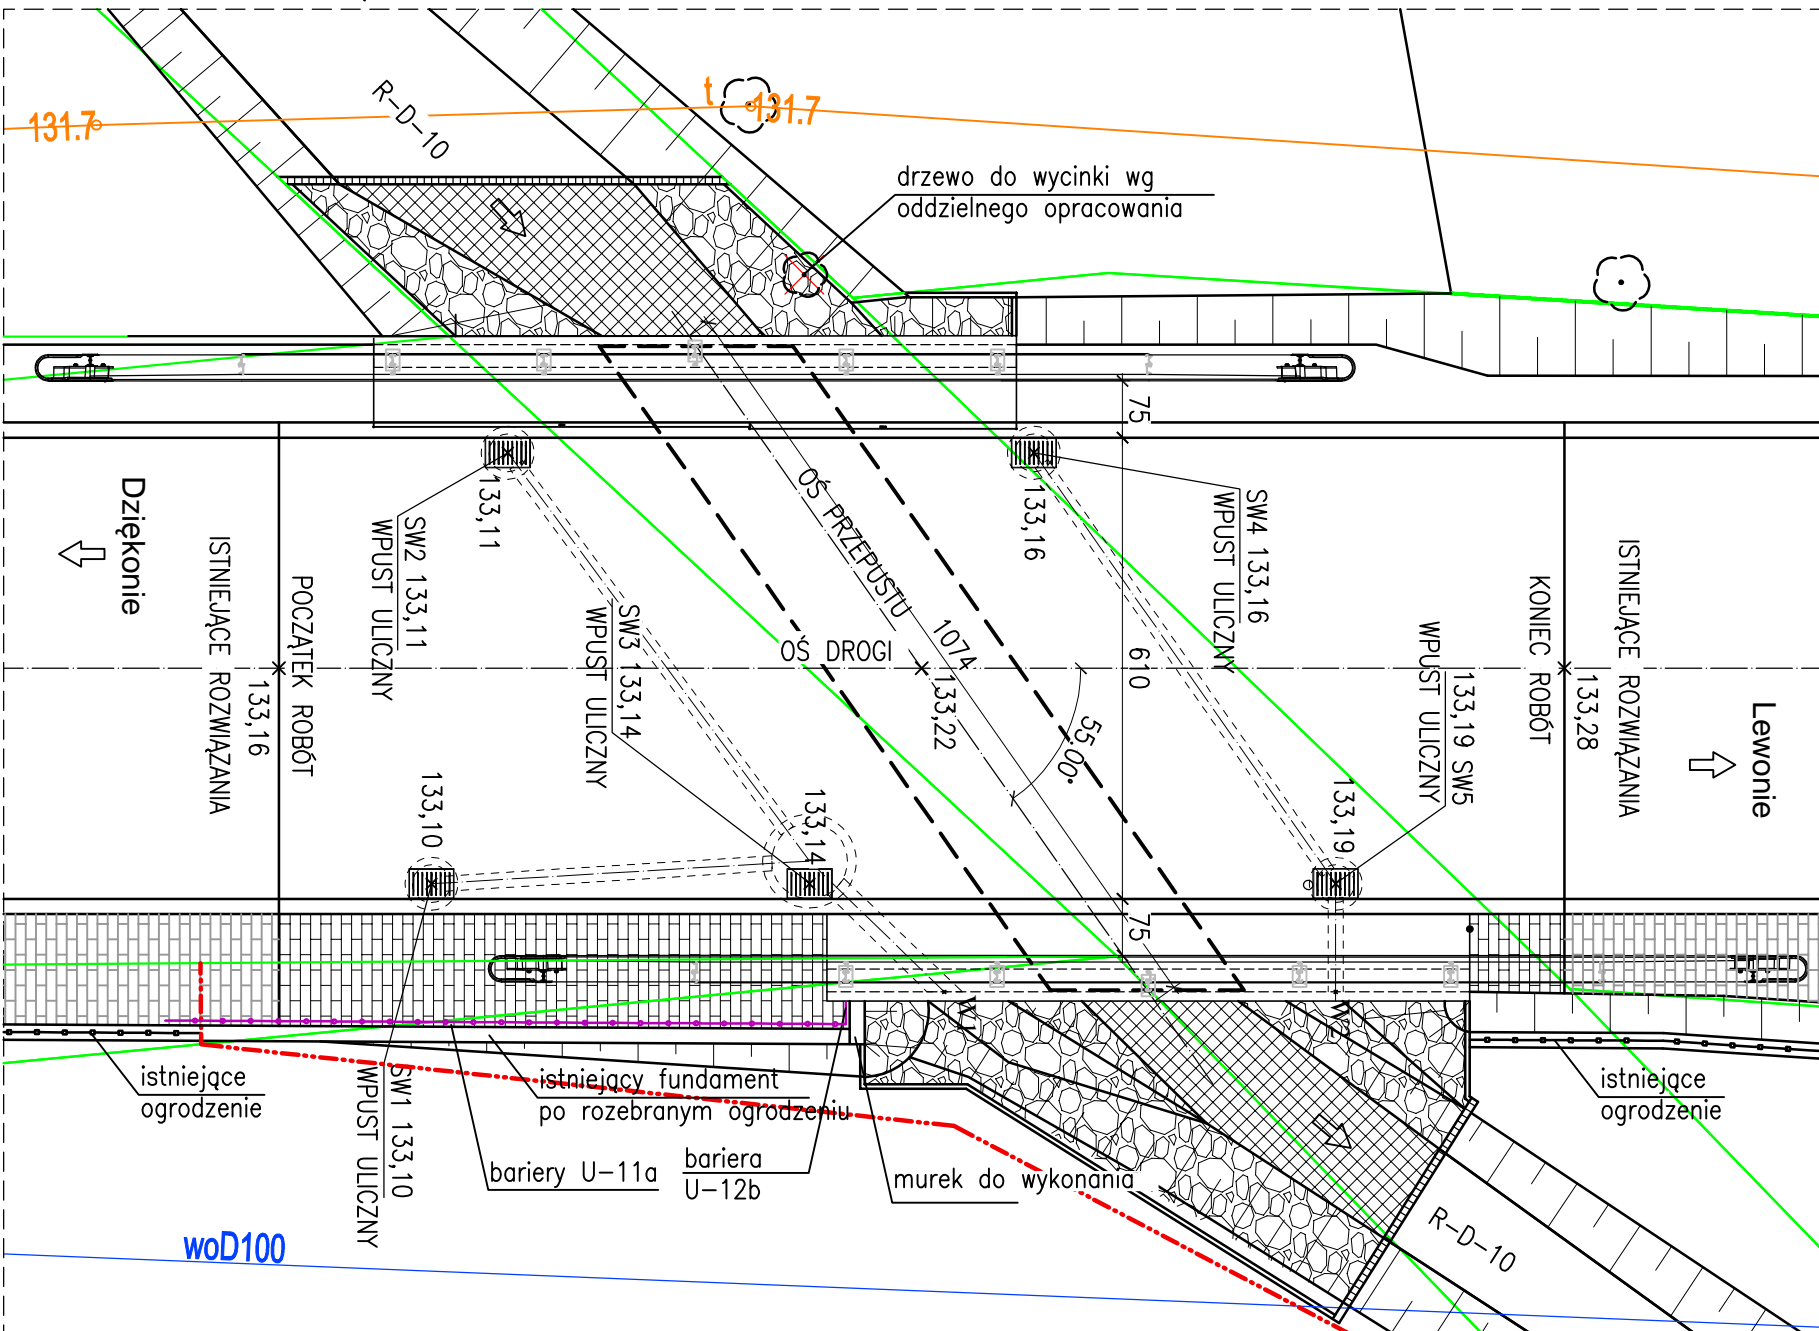 131.7
t
131.7
R-D-10
drzewo do wycinki wg
oddzielnego opracowania
75
Dziękonie
ISTNIEJĄCE ROZWIĄZANIA
133,16
POCZĄTEK ROBÓT
SW2 133,11
WPUST ULICZNY
133,11
SW3 133,14
WPUST ULICZNY
OŚ PRZEPUSTU
1074
OŚ DROGI
133,22
55.00
610
133,16
SW4 133,16
WPUST ULICZNY
133,19 SW5
WPUST ULICZNY
KONIEC ROBÓT
133,28
ISTNIEJĄCE ROZWIĄZANIA
Lewonie
133,10
133,14
133,19
75
W1
W2
istniejące
ogrodzenie
SW1 133,10
WPUST ULICZNY
istniejący fundament
po rozebranym ogrodzeniu
bariery U-11a
bariera
U-12b
murek do wykonania
istniejące
ogrodzenie
R-D-10
woD100